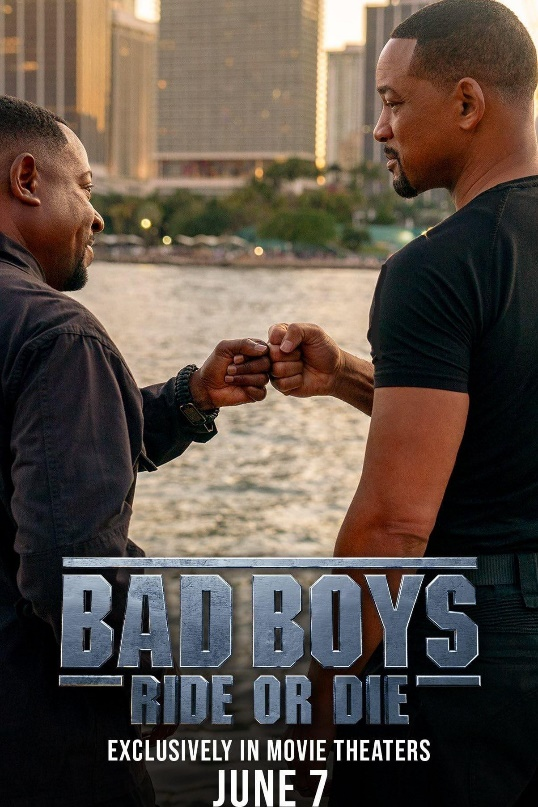 BAD BOYS
RIDE OR DIE
EXCLUSIVELY IN MOVIE THEATERS
JUNE 7